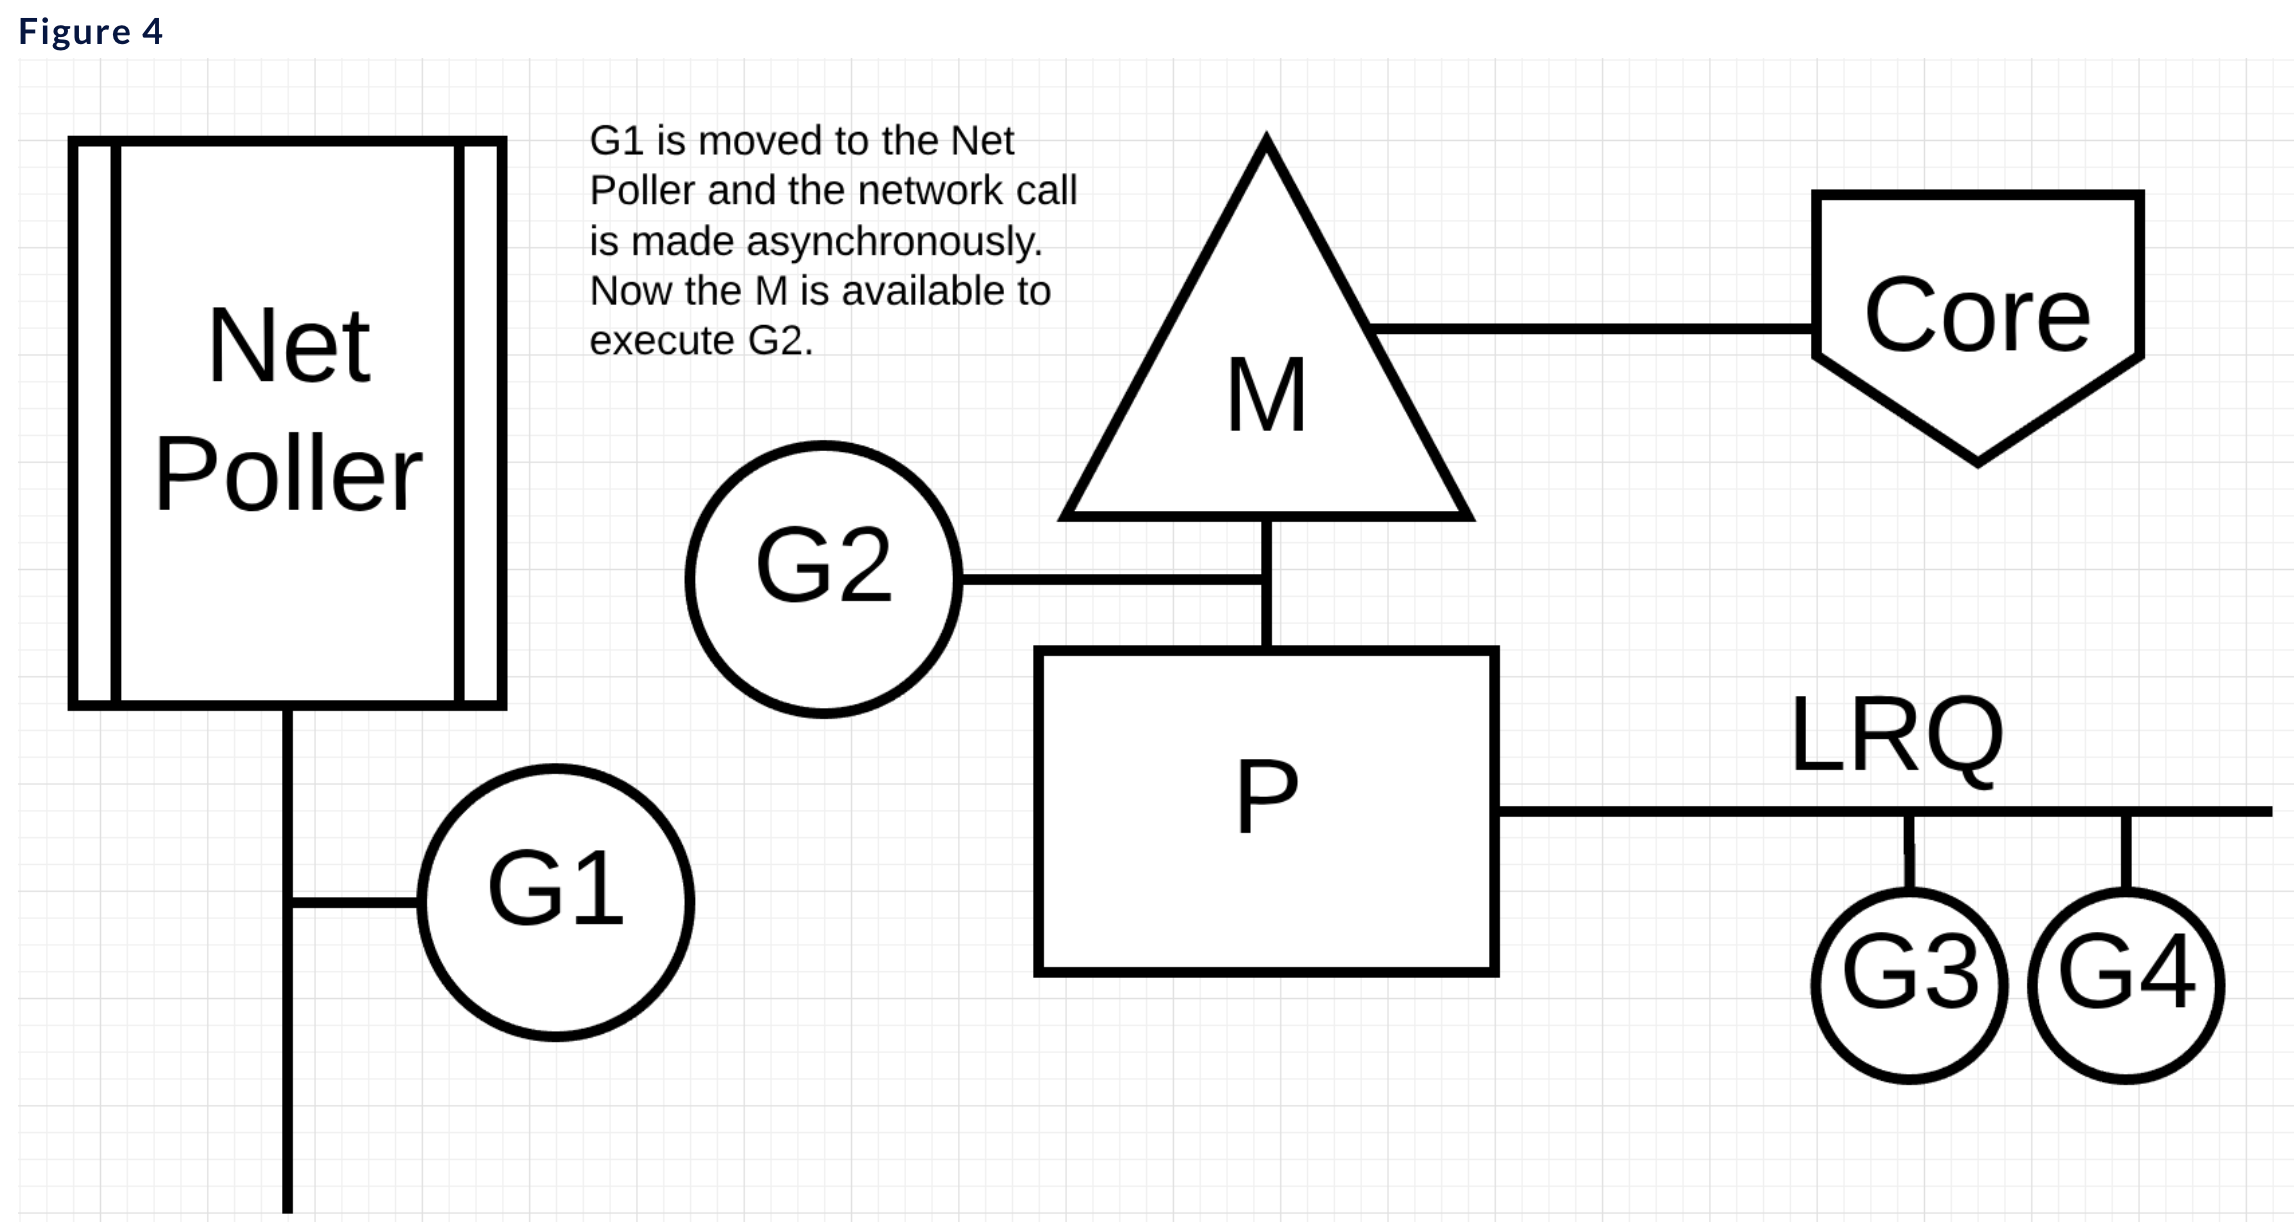 Figure 4
G1 is moved to the Net
Poller and the network call
is made asynchronously.
Now the M is available to
execute G2.
Net
Poller
M
Core
G2
P
LRQ
G1
G3
G4